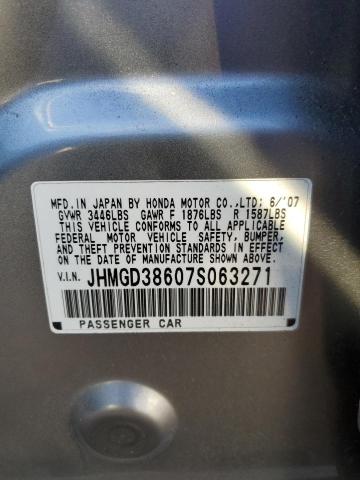 MFD. IN JAPAN BY HONDA MOTOR CO.,LTD: 6/'07
GVWR 3446LBS GAWR F 1876LBS R 1587LBS
THIS VEHICLE CONFORMS TO ALL APPLICABLE
FEDERAL MOTOR VEHICLE SAFETY, BUMPER,
AND THEFT PREVENTION STANDARDS IN EFFECT
ON THE DATE OF MANUFACTURE SHOWN ABOVE.
V.I.N. JHMGD38607S063271
PASSENGER CAR